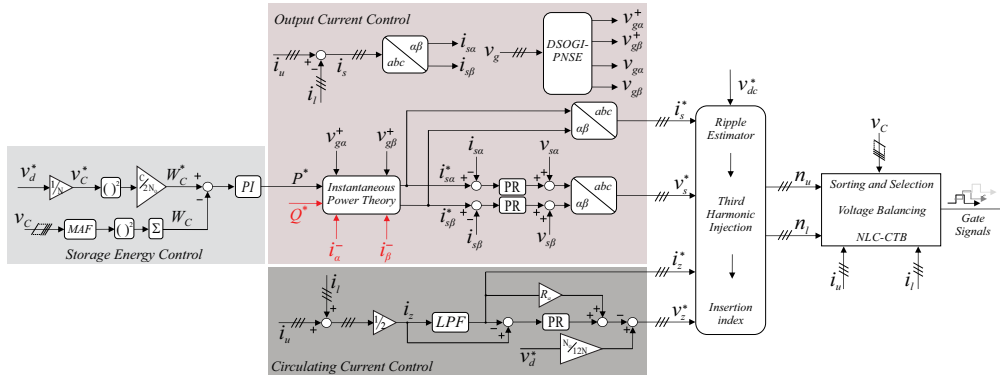 Output Current Control
i_u
+
-
i_l
i_s
αβ
abc
i_sα
i_sβ
v_g
DSOGI-
PNSE
v_gα^+
v_gβ^+
v_gα
v_gβ
v_d^*
1/N
v_C^*
( )^2
W_C^*
+
-
PI
v_C
MAF
( )^2
Σ
W_C
Storage Energy Control
P^*
Q^*
v_gα^+
v_gβ^+
Instantaneous
Power Theory
i_α^-
i_β^-
i_sα^*
i_sβ^*
i_sα
i_sβ
-
+
+
-
PR
PR
v_sα
v_sβ
+
+
+
+
abc
αβ
abc
αβ
i_s^*
v_s^*
i_z^*
v_z^*
v_dc^*
Ripple
Estimator
Third
Harmonic
Injection
Insertion
index
n_u
n_l
v_C
Sorting and Selection
Voltage Balancing
NLC-CTB
i_u
i_l
Gate
Signals
i_l
i_u
+
+
1/2
i_z
LPF
-
+
PR
R_a
+
+
-
+
v_d^*
Circulating Current Control